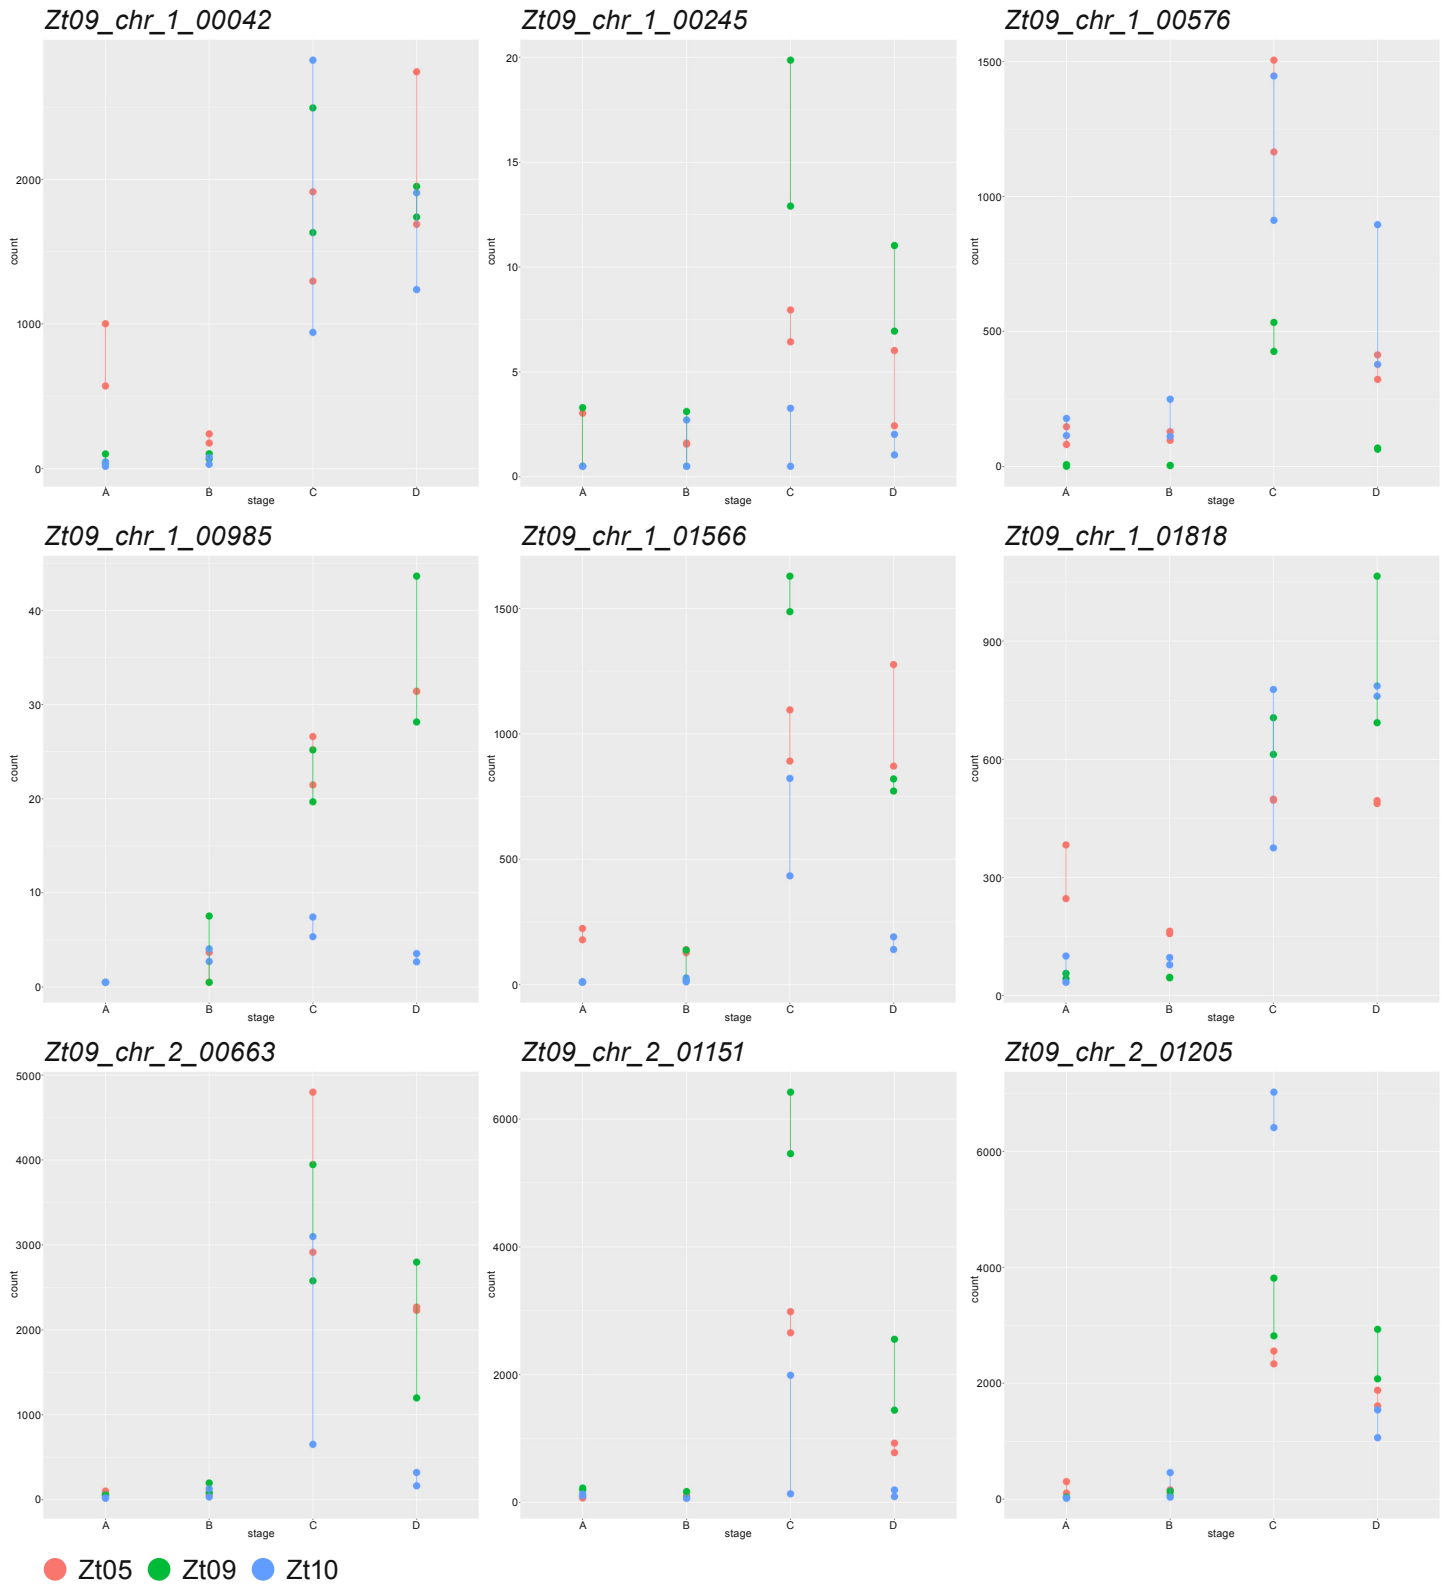 Zt09_chr_1_00042 Zt09_chr_1_00245 Zt09_chr_1_00576
2000
1000
0
count
A B C D
stage
20
15
10
5
0
count
A B C D
stage
1500
1000
500
0
count
A B C D
stage
Zt09_chr_1_00985 Zt09_chr_1_01566 Zt09_chr_1_01818
40
30
20
10
0
count
A B C D
stage
1500
1000
500
0
count
A B C D
stage
900
600
300
0
count
A B C D
stage
Zt09_chr_2_00663 Zt09_chr_2_01151 Zt09_chr_2_01205
5000
4000
3000
2000
1000
0
count
A B C D
stage
6000
4000
2000
0
count
A B C D
stage
6000
4000
2000
0
count
A B C D
stage
Zt05 Zt09 Zt10